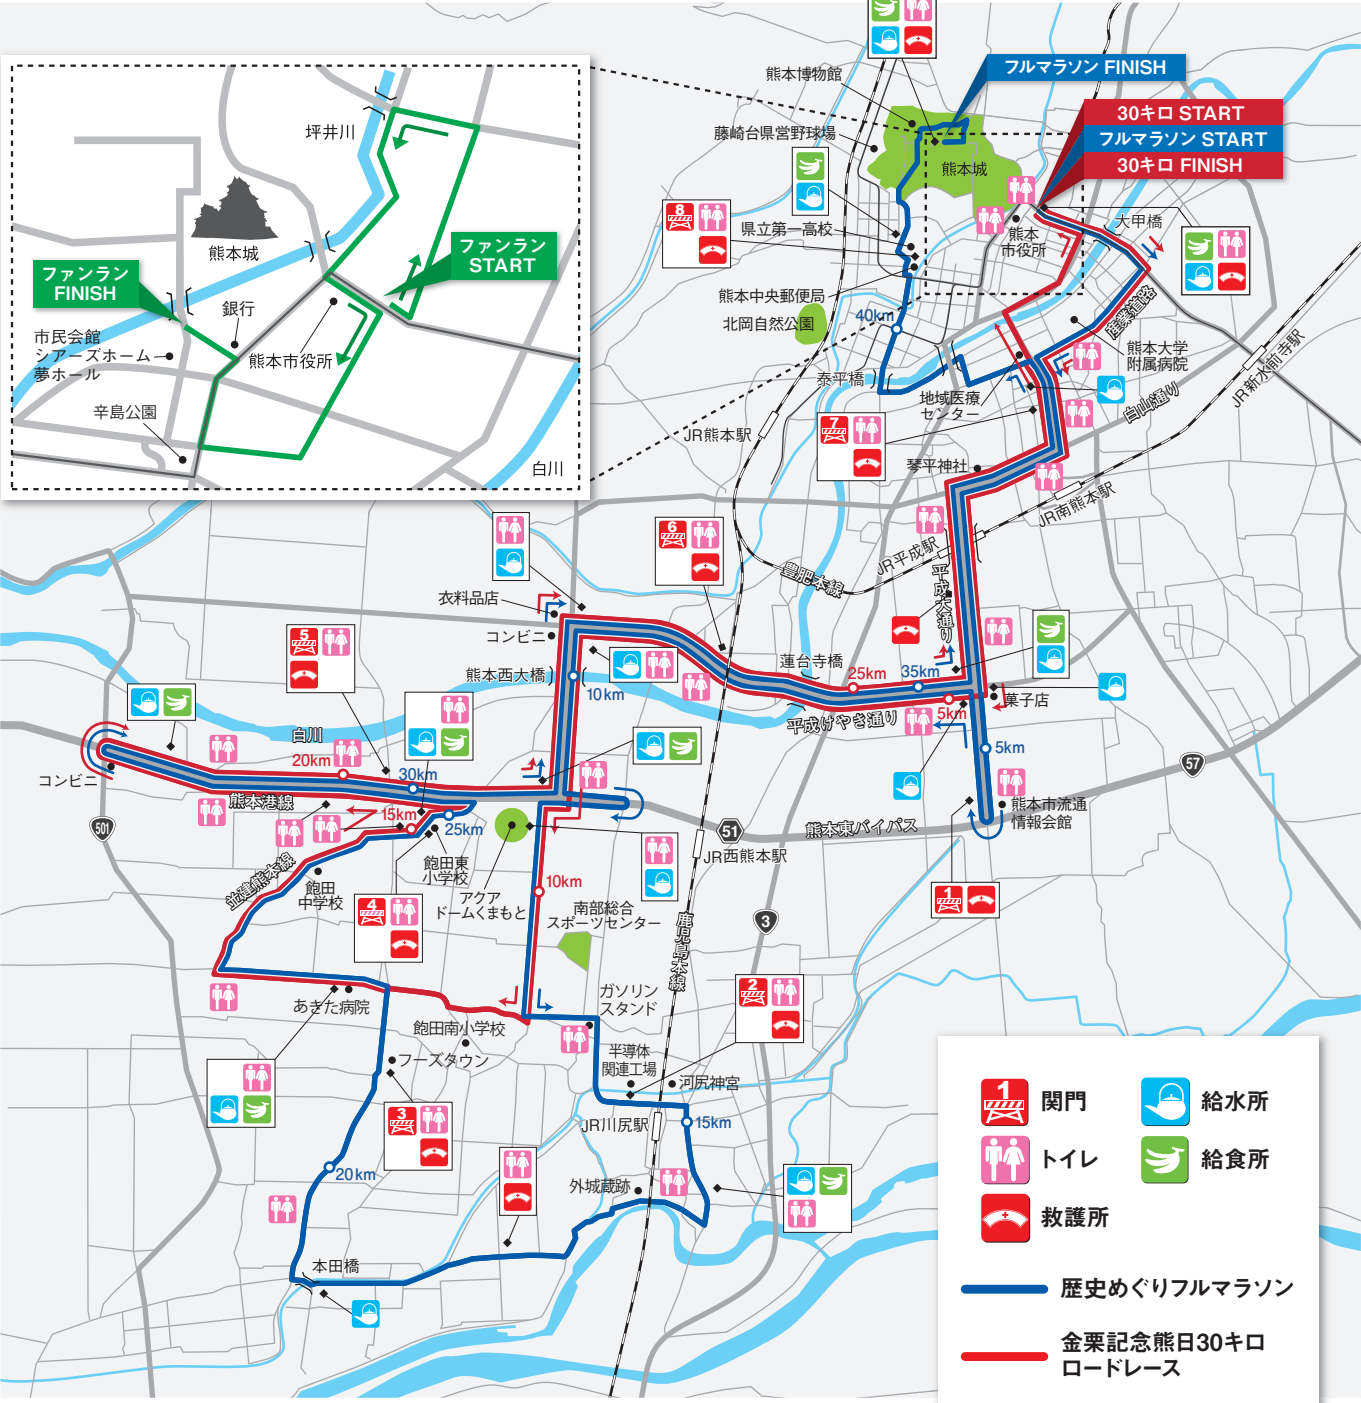 坪井川
熊本城
ファンラン
START
ファンラン
FINISH
銀行
市民会館
シアーズホーム
夢ホール
熊本市役所
辛島公園
白川
熊本博物館
フルマラソン FINISH
30キロ START
フルマラソン START
30キロ FINISH
藤崎台県営野球場
熊本城
大甲橋
8
県立第一高校
熊本
市役所
熊本中央郵便局
北岡自然公園
40km
産業道路
熊本大学
附属病院
JR新水前寺駅
泰平橋
地域医療
センター
白山通り
7
JR熊本駅
琴平神社
JR南熊本駅
6
JR平成駅
豊肥本線
平成大通り
衣料品店
コンビニ
5
熊本西大橋
10km
蓮台寺橋
25km
35km
5km
菓子店
平成けやき通り
5km
白川
コンビニ
20km
30km
熊本港線
15km
25km
57
501
51
熊本東バイパス
熊本市流通
情報会館
JR西熊本駅
飽田東
小学校
並建熊本線
飽田
中学校
アクア
ドームくまもと
10km
1
4
南部総合
スポーツセンター
3
鹿児島本線
2
あきた病院
ガソリン
スタンド
飽田南小学校
フーズタウン
半導体
関連工場
河尻神宮
3
JR川尻駅
15km
20km
外城蔵跡
本田橋
1
関門
給水所
トイレ
給食所
救護所
歴史めぐりフルマラソン
金栗記念熊日30キロ
ロードレース